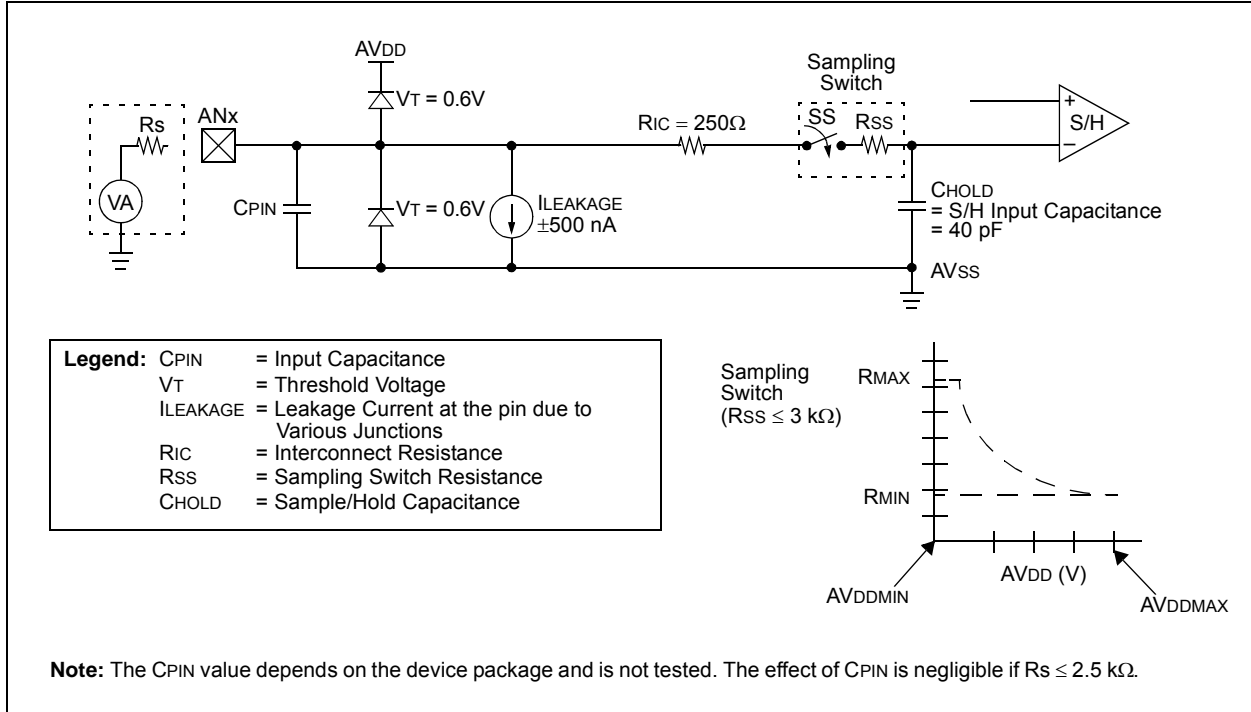 AVDD
Sampling
Switch
VT = 0.6V
Rs
ANx
RIC = 250Ω
SS
RSS
+
S/H
−
VA
CPIN
VT = 0.6V
ILEAKAGE
±500 nA
CHOLD
= S/H Input Capacitance
= 40 pF
AVSS
Legend: CPIN = Input Capacitance
VT = Threshold Voltage
ILEAKAGE = Leakage Current at the pin due to
Various Junctions
RIC = Interconnect Resistance
RSS = Sampling Switch Resistance
CHOLD = Sample/Hold Capacitance
Sampling
Switch
(RSS ≤ 3 kΩ)
RMAX
RMIN
AVDD (V)
AVDDMIN
AVDDMAX
Note: The CPIN value depends on the device package and is not tested. The effect of CPIN is negligible if Rs ≤ 2.5 kΩ.